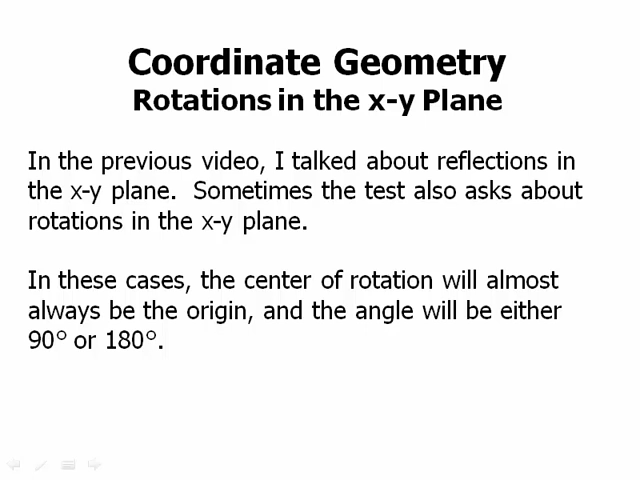 Coordinate Geometry
Rotations in the x-y Plane
In the previous video, I talked about reflections in
the x-y plane.  Sometimes the test also asks about
rotations in the x-y plane.
In these cases, the center of rotation will almost
always be the origin, and the angle will be either
90° or 180°.